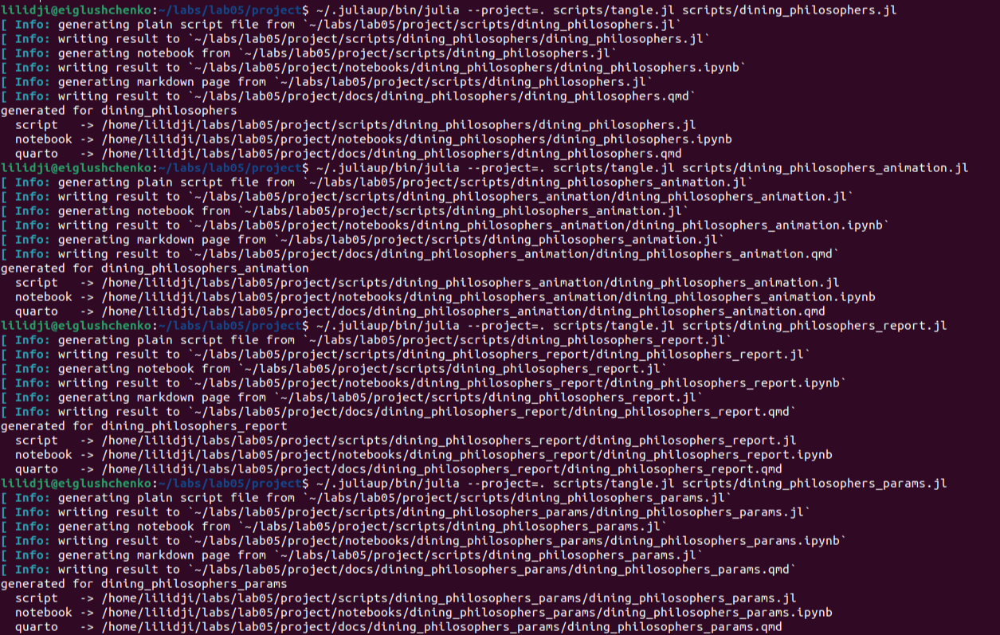 lilidji@eiglushchenko:~/labs/lab05/project$ ~/.juliaup/bin/julia --project=. scripts/tangle.jl scripts/dining_philosophers.jl
[ Info: generating plain script file from `~/labs/lab05/project/scripts/dining_philosophers.jl`
[ Info: writing result to `~/labs/lab05/project/scripts/dining_philosophers/dining_philosophers.jl`
[ Info: generating notebook from `~/labs/lab05/project/scripts/dining_philosophers.jl`
[ Info: writing result to `~/labs/lab05/project/notebooks/dining_philosophers/dining_philosophers.ipynb`
[ Info: generating markdown page from `~/labs/lab05/project/scripts/dining_philosophers.jl`
[ Info: writing result to `~/labs/lab05/project/docs/dining_philosophers/dining_philosophers.qmd`
generated for dining_philosophers
  script   -> /home/lilidji/labs/lab05/project/scripts/dining_philosophers/dining_philosophers.jl
  notebook -> /home/lilidji/labs/lab05/project/notebooks/dining_philosophers/dining_philosophers.ipynb
  quarto   -> /home/lilidji/labs/lab05/project/docs/dining_philosophers/dining_philosophers.qmd
lilidji@eiglushchenko:~/labs/lab05/project$ ~/.juliaup/bin/julia --project=. scripts/tangle.jl scripts/dining_philosophers_animation.jl
[ Info: generating plain script file from `~/labs/lab05/project/scripts/dining_philosophers_animation.jl`
[ Info: writing result to `~/labs/lab05/project/scripts/dining_philosophers_animation/dining_philosophers_animation.jl`
[ Info: generating notebook from `~/labs/lab05/project/scripts/dining_philosophers_animation.jl`
[ Info: writing result to `~/labs/lab05/project/notebooks/dining_philosophers_animation/dining_philosophers_animation.ipynb`
[ Info: generating markdown page from `~/labs/lab05/project/scripts/dining_philosophers_animation.jl`
[ Info: writing result to `~/labs/lab05/project/docs/dining_philosophers_animation/dining_philosophers_animation.qmd`
generated for dining_philosophers_animation
  script   -> /home/lilidji/labs/lab05/project/scripts/dining_philosophers_animation/dining_philosophers_animation.jl
  notebook -> /home/lilidji/labs/lab05/project/notebooks/dining_philosophers_animation/dining_philosophers_animation.ipynb
  quarto   -> /home/lilidji/labs/lab05/project/docs/dining_philosophers_animation/dining_philosophers_animation.qmd
lilidji@eiglushchenko:~/labs/lab05/project$ ~/.juliaup/bin/julia --project=. scripts/tangle.jl scripts/dining_philosophers_report.jl
[ Info: generating plain script file from `~/labs/lab05/project/scripts/dining_philosophers_report.jl`
[ Info: writing result to `~/labs/lab05/project/scripts/dining_philosophers_report/dining_philosophers_report.jl`
[ Info: generating notebook from `~/labs/lab05/project/scripts/dining_philosophers_report.jl`
[ Info: writing result to `~/labs/lab05/project/notebooks/dining_philosophers_report/dining_philosophers_report.ipynb`
[ Info: generating markdown page from `~/labs/lab05/project/scripts/dining_philosophers_report.jl`
[ Info: writing result to `~/labs/lab05/project/docs/dining_philosophers_report/dining_philosophers_report.qmd`
generated for dining_philosophers_report
  script   -> /home/lilidji/labs/lab05/project/scripts/dining_philosophers_report/dining_philosophers_report.jl
  notebook -> /home/lilidji/labs/lab05/project/notebooks/dining_philosophers_report/dining_philosophers_report.ipynb
  quarto   -> /home/lilidji/labs/lab05/project/docs/dining_philosophers_report/dining_philosophers_report.qmd
lilidji@eiglushchenko:~/labs/lab05/project$ ~/.juliaup/bin/julia --project=. scripts/tangle.jl scripts/dining_philosophers_params.jl
[ Info: generating plain script file from `~/labs/lab05/project/scripts/dining_philosophers_params.jl`
[ Info: writing result to `~/labs/lab05/project/scripts/dining_philosophers_params/dining_philosophers_params.jl`
[ Info: generating notebook from `~/labs/lab05/project/scripts/dining_philosophers_params.jl`
[ Info: writing result to `~/labs/lab05/project/notebooks/dining_philosophers_params/dining_philosophers_params.ipynb`
[ Info: generating markdown page from `~/labs/lab05/project/scripts/dining_philosophers_params.jl`
[ Info: writing result to `~/labs/lab05/project/docs/dining_philosophers_params/dining_philosophers_params.qmd`
generated for dining_philosophers_params
  script   -> /home/lilidji/labs/lab05/project/scripts/dining_philosophers_params/dining_philosophers_params.jl
  notebook -> /home/lilidji/labs/lab05/project/notebooks/dining_philosophers_params/dining_philosophers_params.ipynb
  quarto   -> /home/lilidji/labs/lab05/project/docs/dining_philosophers_params/dining_philosophers_params.qmd